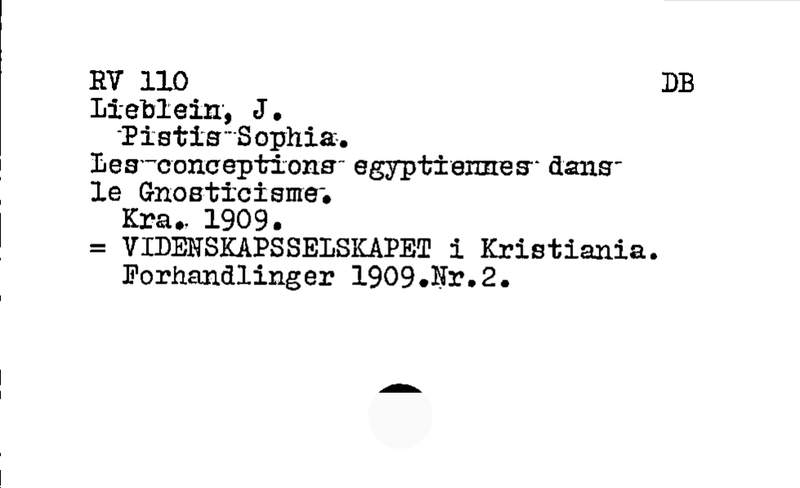 RV 110 DB
Lieblein, J.
Pistis Sophia.
Les conceptions egyptiennes dans
le Gnosticisme.
Kra. 1909.
= VIDENSKAPSSELSKAPET i Kristiania.
Forhandlinger 1909.Nr.2.